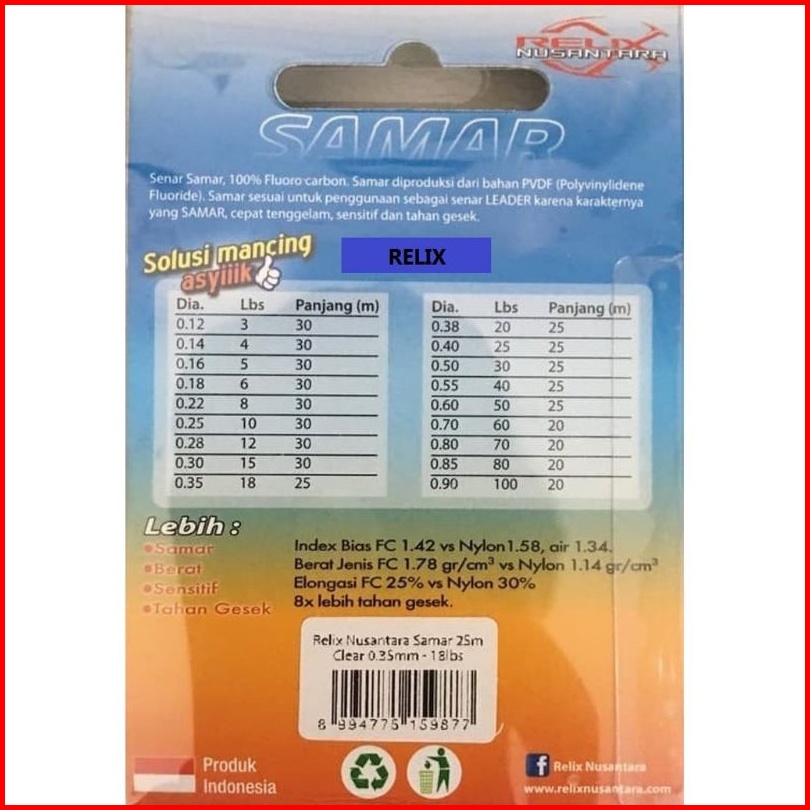 RELIX
NUSANTARA
SAMAR
Senar Samar, 100% Fluoro carbon. Samar diproduksi dari bahan PVDF (Polyvinylidene
Fluoride). Samar sesuai untuk penggunaan sebagai senar LEADER karena karakternya
yang SAMAR, cepat tenggelam, sensitif dan tahan gesek.
Solusi mancing
asyiiik
RELIX
Dia. Lbs Panjang (m)
0.12 3 30
0.14 4 30
0.16 5 30
0.18 6 30
0.22 8 30
0.25 10 30
0.28 12 30
0.30 15 30
0.35 18 25
Dia. Lbs Panjang (m)
0.38 20 25
0.40 25 25
0.50 30 25
0.55 40 25
0.60 50 25
0.70 60 20
0.80 70 20
0.85 80 20
0.90 100 20
Lebih :
•Samar Index Bias FC 1.42 vs Nylon1.58, air 1.34.
•Berat Berat Jenis FC 1.78 gr/cm³ vs Nylon 1.14 gr/cm³
•Sensitif Elongasi FC 25% vs Nylon 30%
•Tahan Gesek 8x lebih tahan gesek.
Relix Nusantara Samar 25m
Clear 0.35mm - 18lbs
8 994775 159877
Produk
Indonesia
f Relix Nusantara
www.relixnusantara.com